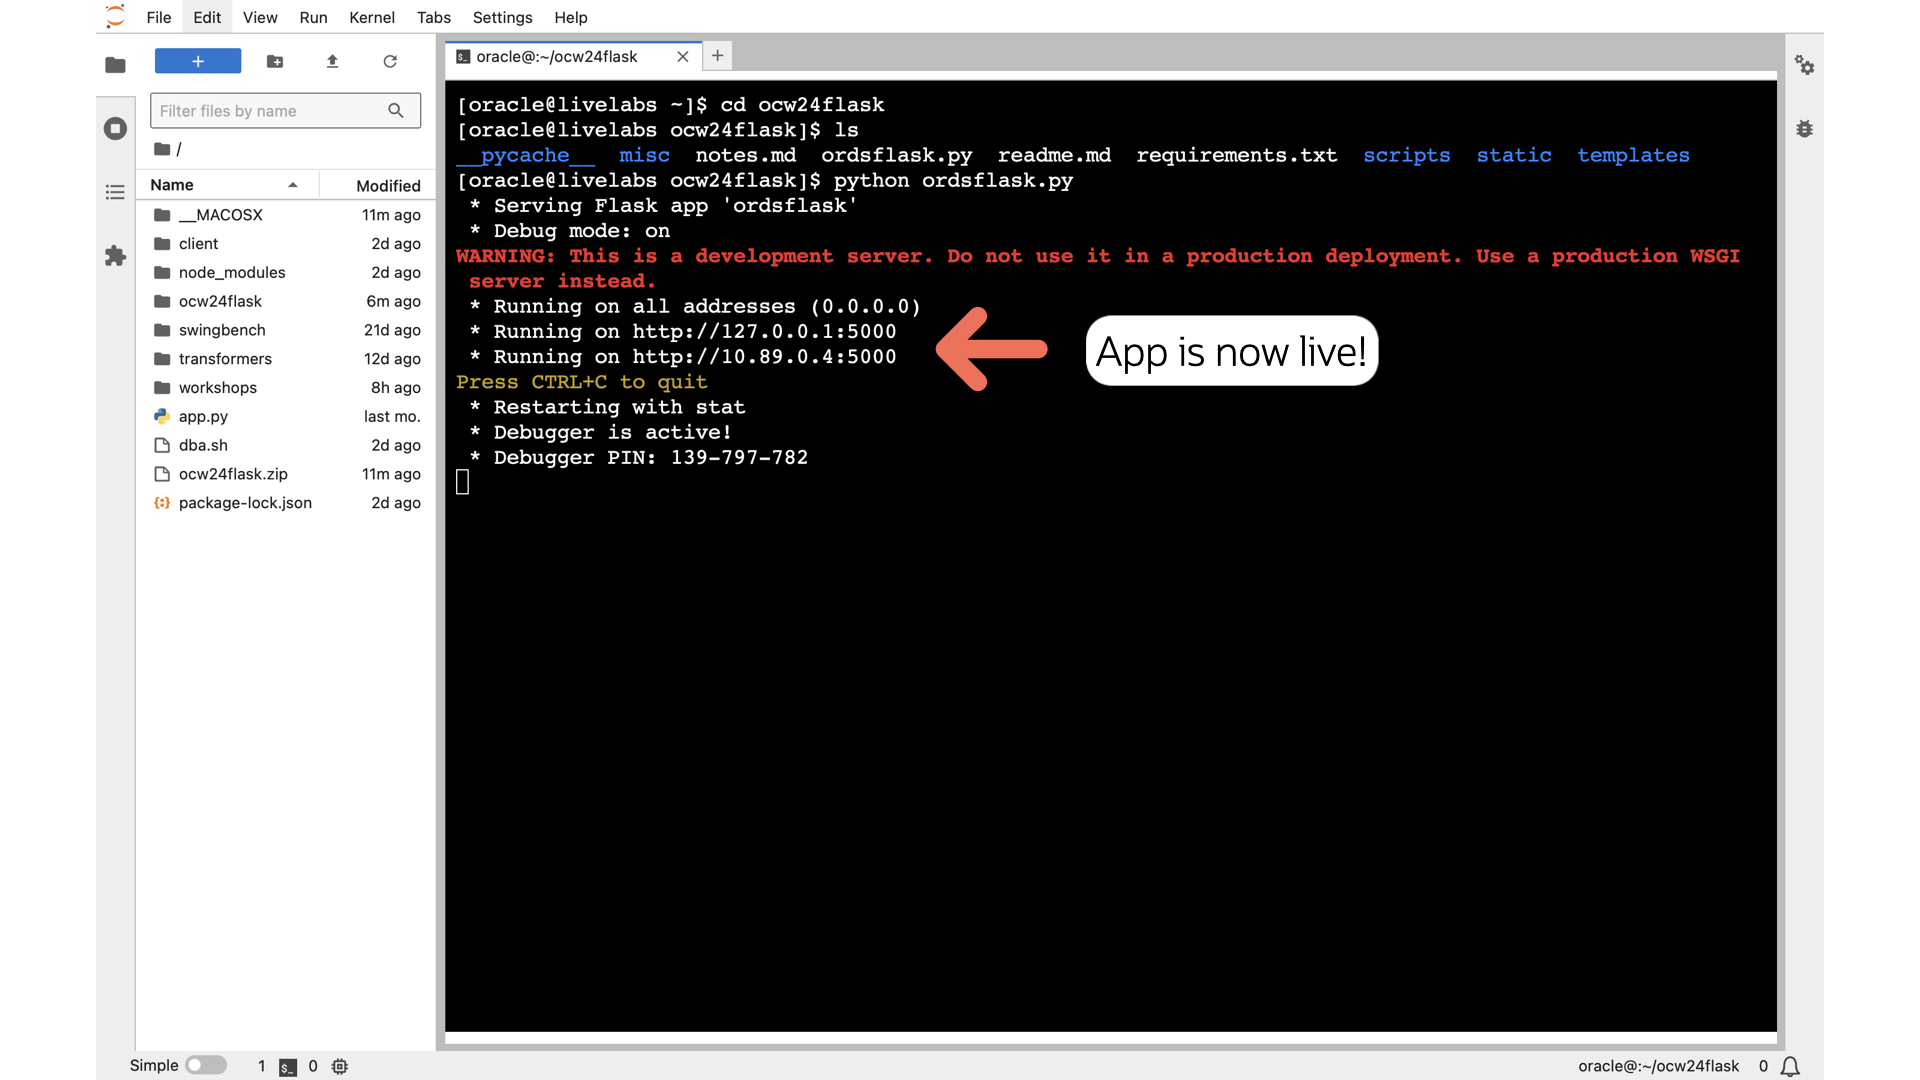 File Edit View Run Kernel Tabs Settings Help
+
Filter files by name
/
Name Modified
__MACOSX 11m ago
client 2d ago
node_modules 2d ago
ocw24flask 6m ago
swingbench 21d ago
transformers 12d ago
workshops 8h ago
app.py last mo.
dba.sh 2d ago
ocw24flask.zip 11m ago
package-lock.json 2d ago
oracle@:~/ocw24flask
[oracle@livelabs ~]$ cd ocw24flask
[oracle@livelabs ocw24flask]$ ls
__pycache__ misc notes.md ordsflask.py readme.md requirements.txt scripts static templates
[oracle@livelabs ocw24flask]$ python ordsflask.py
* Serving Flask app 'ordsflask'
* Debug mode: on
WARNING: This is a development server. Do not use it in a production deployment. Use a production WSGI
server instead.
* Running on all addresses (0.0.0.0)
* Running on http://127.0.0.1:5000
* Running on http://10.89.0.4:5000
Press CTRL+C to quit
* Restarting with stat
* Debugger is active!
* Debugger PIN: 139-797-782
App is now live!
Simple 1 $_ 0 oracle@:~/ocw24flask 0